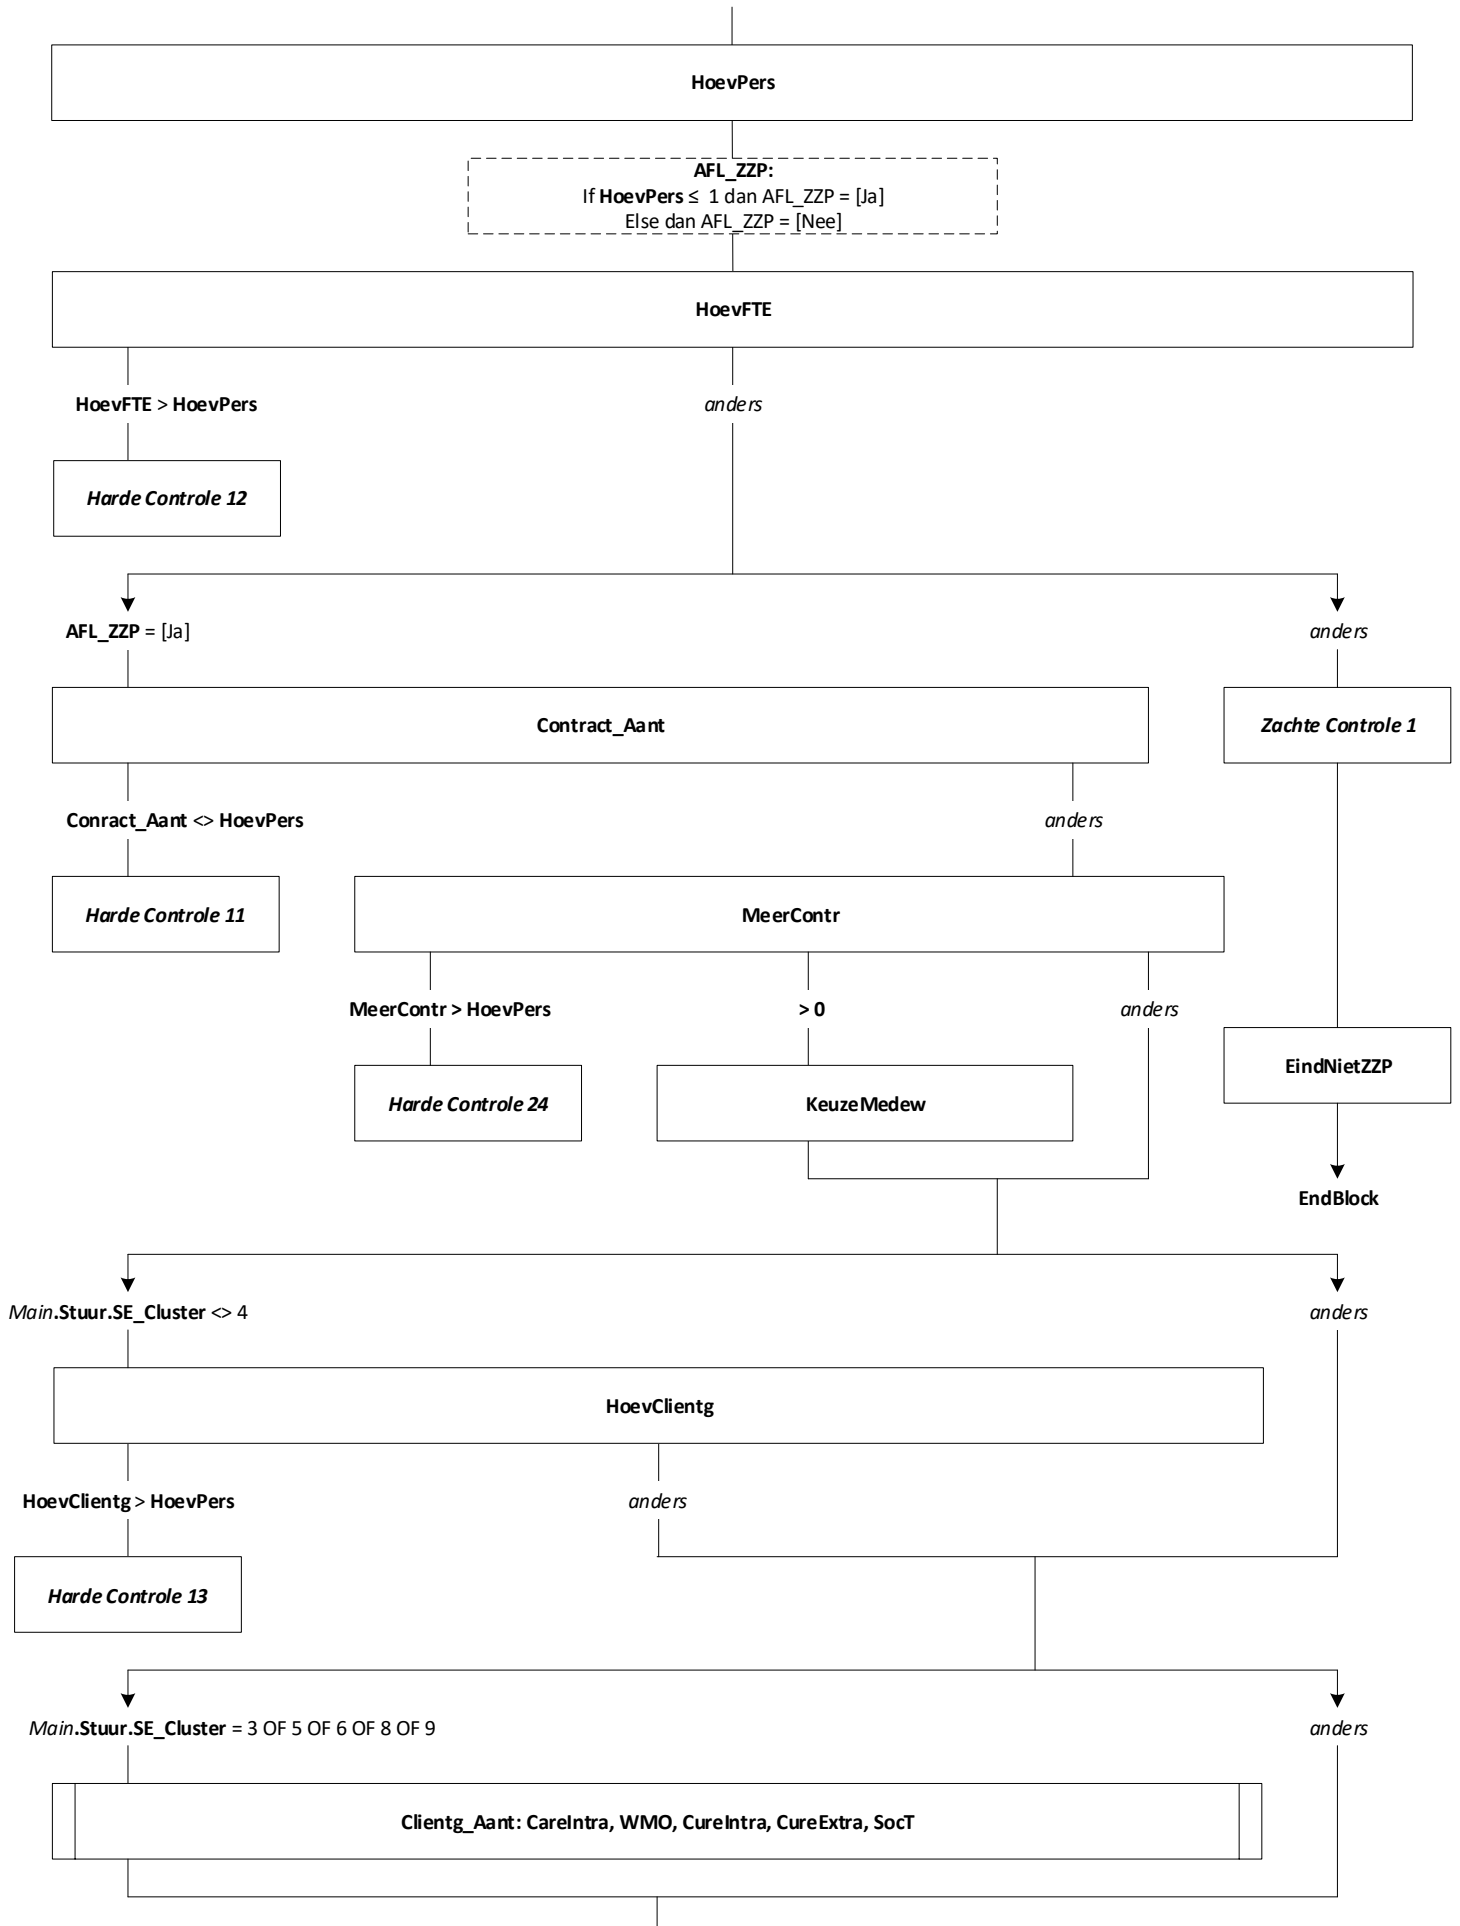 HoevPers
AFL_ZZP:
If HoevPers ≤ 1 dan AFL_ZZP = [Ja]
Else dan AFL_ZZP = [Nee]
HoevFTE
HoevFTE > HoevPers
anders
Harde Controle 12
AFL_ZZP = [Ja]
anders
Contract_Aant
Zachte Controle 1
Conract_Aant <> HoevPers
anders
Harde Controle 11
MeerContr
MeerContr > HoevPers
> 0
anders
EindNietZZP
Harde Controle 24
KeuzeMedew
EndBlock
Main.Stuur.SE_Cluster <> 4
anders
HoevClientg
HoevClientg > HoevPers
anders
Harde Controle 13
Main.Stuur.SE_Cluster = 3 OF 5 OF 6 OF 8 OF 9
anders
Clientg_Aant: CareIntra, WMO, CureIntra, CureExtra, SocT